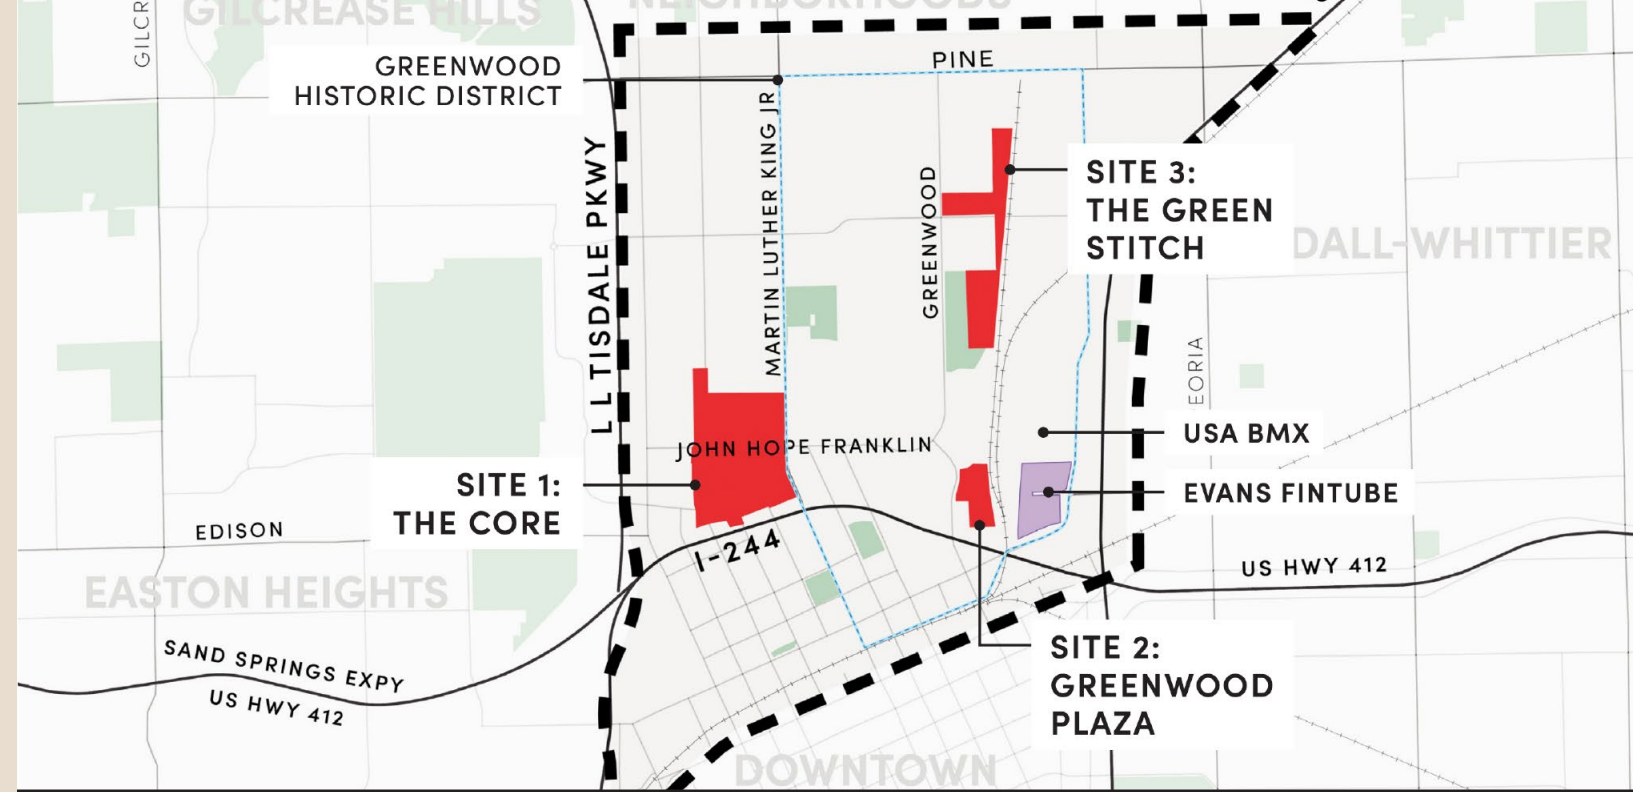 GILCREASE HILLS
NEIGHBORHOODS
GILCR
GREENWOOD
HISTORIC DISTRICT
PINE
L L TISDALE PKWY
MARTIN LUTHER KING JR
GREENWOOD
SITE 3:
THE GREEN
STITCH
DALL-WHITTIER
EORIA
JOHN HOPE FRANKLIN
USA BMX
SITE 1:
THE CORE
EVANS FINTUBE
EDISON
I-244
US HWY 412
EASTON HEIGHTS
SAND SPRINGS EXPY
US HWY 412
SITE 2:
GREENWOOD
PLAZA
DOWNTOWN